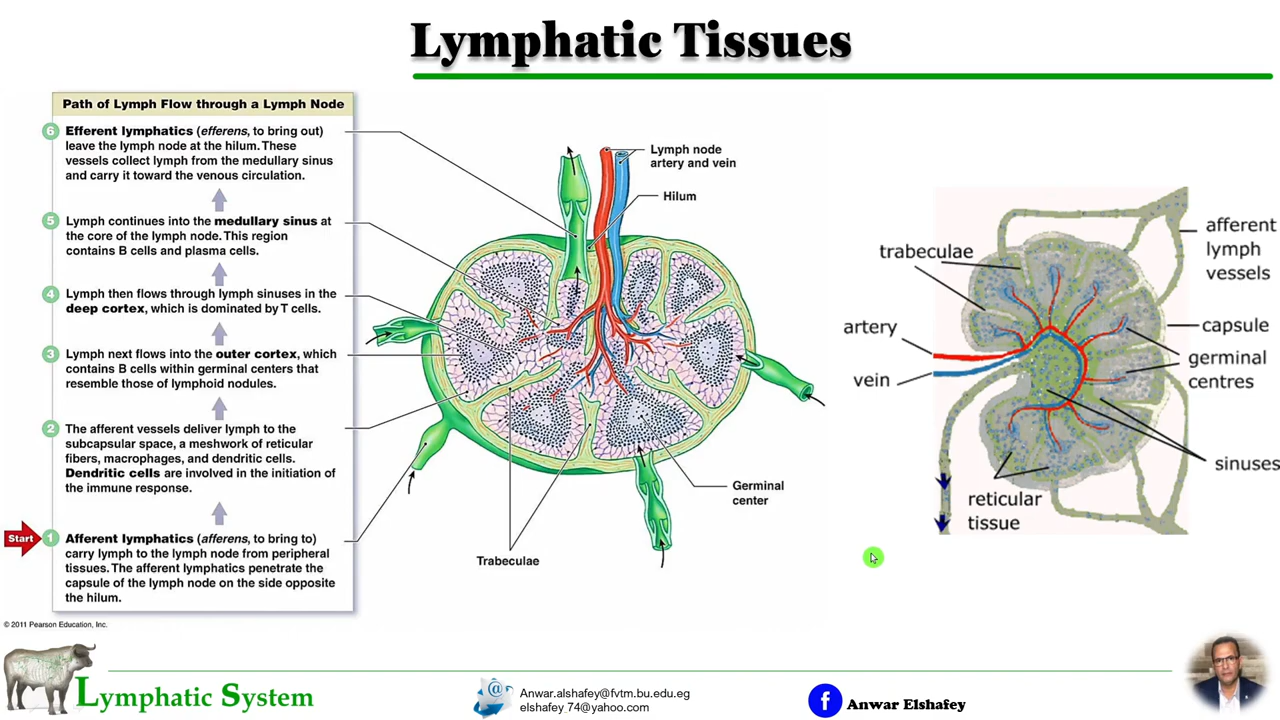 Lymphatic Tissues
Path of Lymph Flow through a Lymph Node
6
Efferent lymphatics (efferens, to bring out)
leave the lymph node at the hilum. These
vessels collect lymph from the medullary sinus
and carry it toward the venous circulation.
5
Lymph continues into the medullary sinus at
the core of the lymph node. This region
contains B cells and plasma cells.
4
Lymph then flows through lymph sinuses in the
deep cortex, which is dominated by T cells.
3
Lymph next flows into the outer cortex, which
contains B cells within germinal centers that
resemble those of lymphoid nodules.
2
The afferent vessels deliver lymph to the
subcapsular space, a meshwork of reticular
fibers, macrophages, and dendritic cells.
Dendritic cells are involved in the initiation of
the immune response.
Start
1
Afferent lymphatics (afferens, to bring to)
carry lymph to the lymph node from peripheral
tissues. The afferent lymphatics penetrate the
capsule of the lymph node on the side opposite
the hilum.
© 2011 Pearson Education, Inc.
Lymph node
artery and vein
Hilum
Germinal
center
Trabeculae
trabeculae
artery
vein
reticular
tissue
afferent
lymph
vessels
capsule
germinal
centres
sinuses
Lymphatic System
@
Anwar.alshafey@fvtm.bu.edu.eg
elshafey_74@yahoo.com
f
Anwar Elshafey